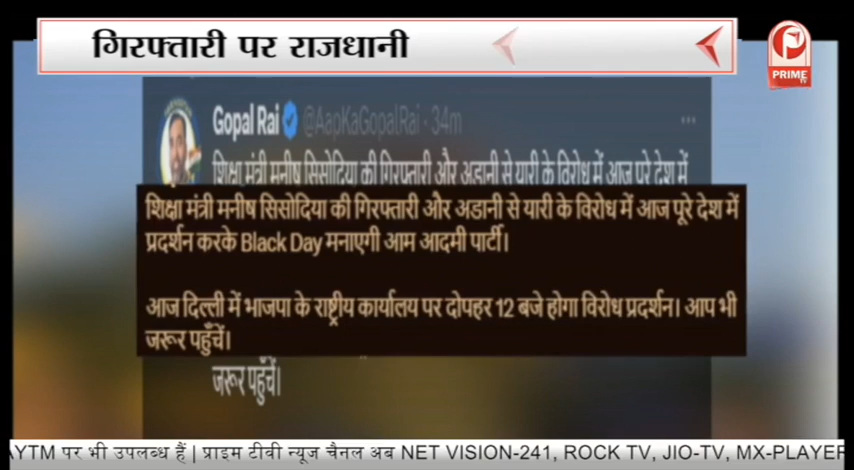 गिरफ्तारी पर राजधानी
PRIME TV
Gopal Rai @AapKaGopalRai · 34m
शिक्षा मंत्री मनीष सिसोदिया की गिरफ्तारी और अडानी से यारी के विरोध में आज पूरे देश में
शिक्षा मंत्री मनीष सिसोदिया की गिरफ्तारी और अडानी से यारी के विरोध में आज पूरे देश में
प्रदर्शन करके Black Day मनाएगी आम आदमी पार्टी।
आज दिल्ली में भाजपा के राष्ट्रीय कार्यालय पर दोपहर 12 बजे होगा विरोध प्रदर्शन। आप भी
जरूर पहुँचें।
जरूर पहुँचें।
AYTM पर भी उपलब्ध हैं | प्राइम टीवी न्यूज चैनल अब NET VISION-241, ROCK TV, JIO-TV, MX-PLAYER